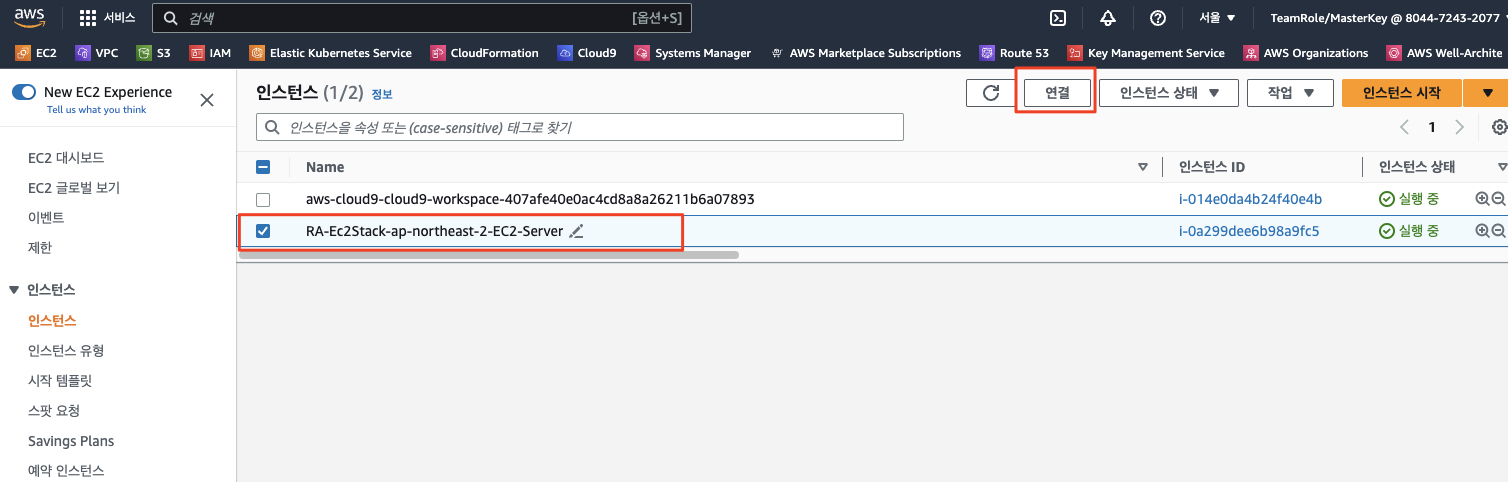 aws 서비스 검색 [옵션+S] 서울 TeamRole/MasterKey @ 8044-7243-2077
EC2 VPC S3 IAM Elastic Kubernetes Service CloudFormation Cloud9 Systems Manager AWS Marketplace Subscriptions Route 53 Key Management Service AWS Organizations AWS Well-Archite
New EC2 Experience
Tell us what you think
EC2 대시보드
EC2 글로벌 보기
이벤트
제한
인스턴스
인스턴스
인스턴스 유형
시작 템플릿
스팟 요청
Savings Plans
예약 인스턴스
인스턴스 (1/2) 정보 연결 인스턴스 상태 작업 인스턴스 시작
인스턴스을 속성 또는 (case-sensitive) 태그로 찾기 1
Name 인스턴스 ID 인스턴스 상태
aws-cloud9-cloud9-workspace-407afe40e0ac4cd8a8a26211b6a07893 i-014e0da4b24f40e4b 실행 중
RA-Ec2Stack-ap-northeast-2-EC2-Server i-0a299dee6b98a9fc5 실행 중